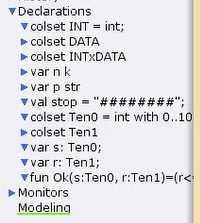 Declarations
colset INT = int;
colset DATA
colset INTxDATA
var n k
var p str
val stop = "########";
colset Ten0 = int with 0..10
colset Ten1
var s: Ten0;
var r: Ten1;
fun Ok(s:Ten0, r:Ten1)=(r<
Monitors
Modeling